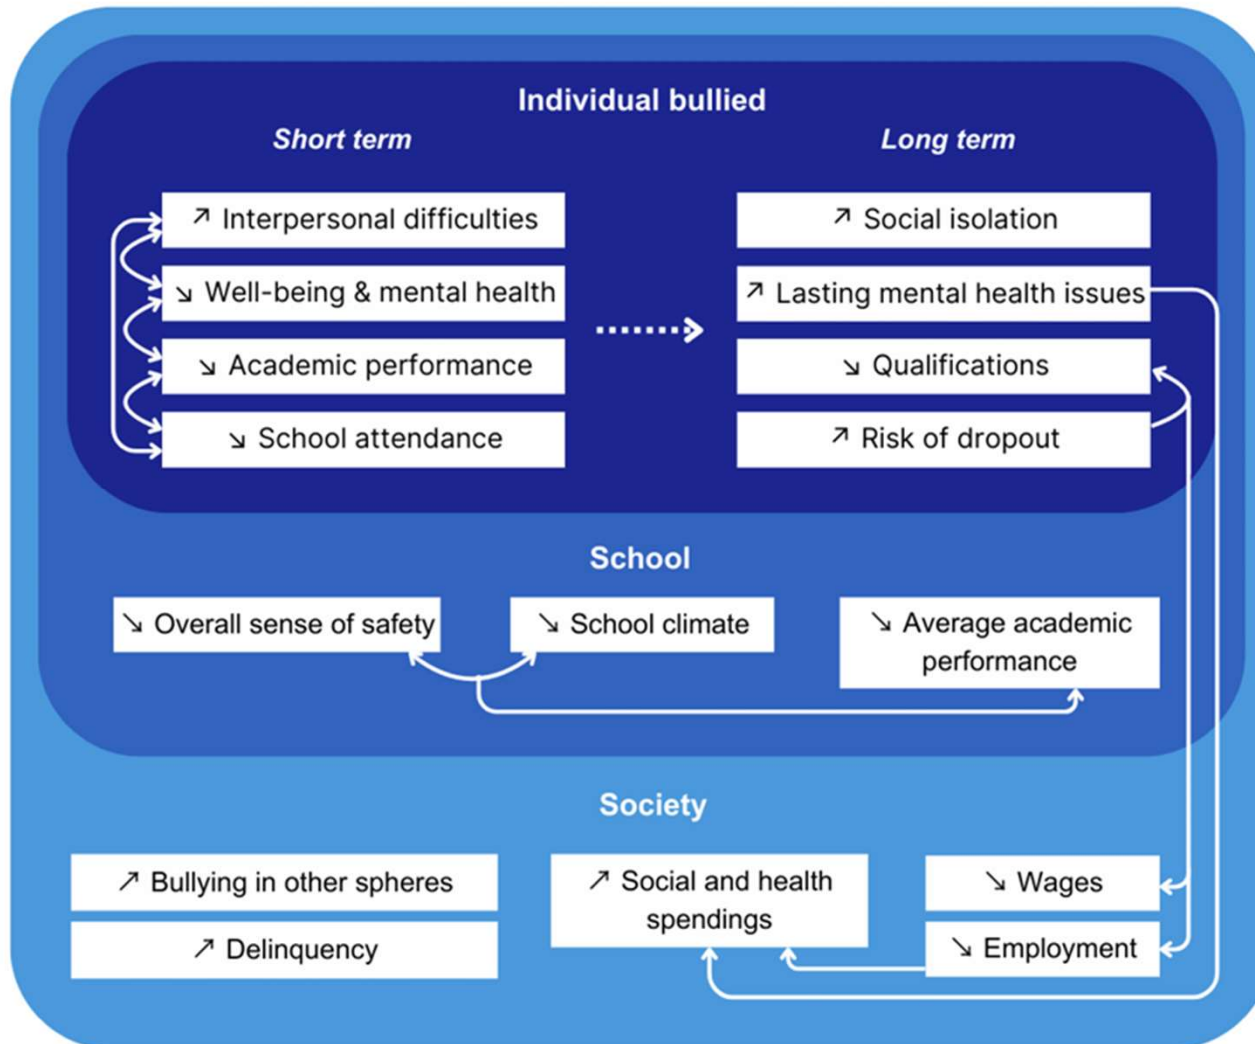 Individual bullied
Short term
Long term
↗ Interpersonal difficulties
↘ Well-being & mental health
↘ Academic performance
↘ School attendance
↗ Social isolation
↗ Lasting mental health issues
↘ Qualifications
↗ Risk of dropout
School
↘ Overall sense of safety
↘ School climate
↘ Average academic
performance
Society
↗ Bullying in other spheres
↗ Delinquency
↗ Social and health
spendings
↘ Wages
↘ Employment